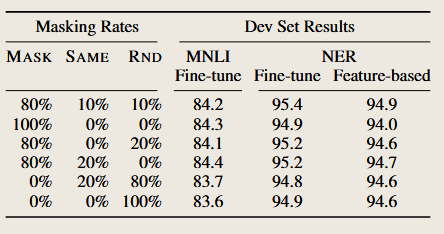 Masking Rates Dev Set Results
MASK SAME RND MNLI NER
Fine-tune Fine-tune Feature-based
80% 10% 10% 84.2 95.4 94.9
100% 0% 0% 84.3 94.9 94.0
80% 0% 20% 84.1 95.2 94.6
80% 20% 0% 84.4 95.2 94.7
0% 20% 80% 83.7 94.8 94.6
0% 0% 100% 83.6 94.9 94.6